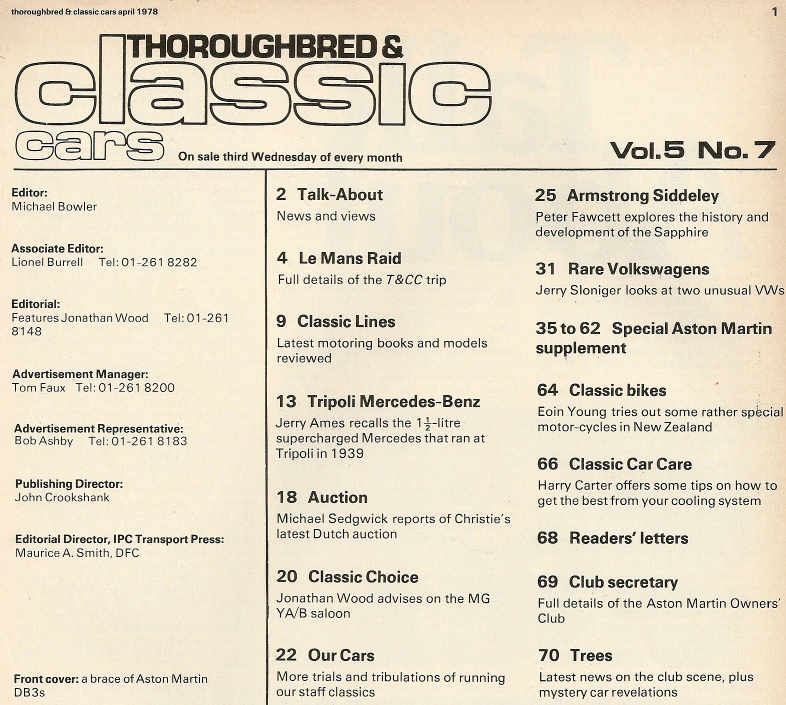 thoroughbred & classic cars april 1978
1
THOROUGHBRED &
classic
cars
On sale third Wednesday of every month
Vol.5 No.7
Editor:
Michael Bowler
Associate Editor:
Lionel Burrell Tel: 01-261 8282
Editorial:
Features Jonathan Wood Tel: 01-261
8148
Advertisement Manager:
Tom Faux Tel: 01-261 8200
Advertisement Representative:
Bob Ashby Tel: 01-261 8183
Publishing Director:
John Crookshank
Editorial Director, IPC Transport Press:
Maurice A. Smith, DFC
Front cover: a brace of Aston Martin
DB3s
2 Talk-About
News and views
4 Le Mans Raid
Full details of the T&CC trip
9 Classic Lines
Latest motoring books and models
reviewed
13 Tripoli Mercedes-Benz
Jerry Ames recalls the 1½-litre
supercharged Mercedes that ran at
Tripoli in 1939
18 Auction
Michael Sedgwick reports of Christie's
latest Dutch auction
20 Classic Choice
Jonathan Wood advises on the MG
YA/B saloon
22 Our Cars
More trials and tribulations of running
our staff classics
25 Armstrong Siddeley
Peter Fawcett explores the history and
development of the Sapphire
31 Rare Volkswagens
Jerry Sloniger looks at two unusual VWs
35 to 62 Special Aston Martin
supplement
64 Classic bikes
Eoin Young tries out some rather special
motor-cycles in New Zealand
66 Classic Car Care
Harry Carter offers some tips on how to
get the best from your cooling system
68 Readers' letters
69 Club secretary
Full details of the Aston Martin Owners'
Club
70 Trees
Latest news on the club scene, plus
mystery car revelations